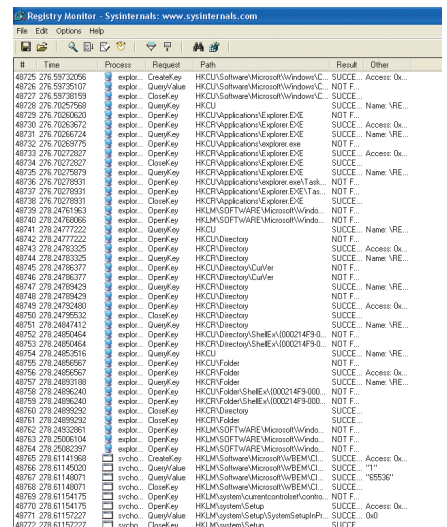 Registry Monitor - Sysinternals: www.sysinternals.com
File Edit Options Help
# Time Process Request Path Result Other
48725 276.59732056 explor... CreateKey HKCU\Software\Microsoft\Windows\C... SUCCE... Access: 0x...
48726 276.59735107 explor... QueryValue HKCU\Software\Microsoft\Windows\C... NOT F...
48727 276.59738159 explor... CloseKey HKCU\Software\Microsoft\Windows\C... SUCCE...
48728 276.70257568 explor... QueryKey HKCU SUCCE... Name: \RE...
48729 276.70260620 explor... OpenKey HKCU\Applications\Explorer.EXE NOT F...
48730 276.70263672 explor... OpenKey HKCR\Applications\Explorer.EXE SUCCE... Access: 0x...
48731 276.70266724 explor... QueryKey HKCR\Applications\Explorer.EXE SUCCE... Name: \RE...
48732 276.70269775 explor... OpenKey HKCU\Applications\explorer.exe NOT F...
48733 276.70272827 explor... OpenKey HKCR\Applications\Explorer.EXE SUCCE... Access: 0x...
48734 276.70272827 explor... CloseKey HKCR\Applications\Explorer.EXE SUCCE...
48735 276.70275879 explor... QueryKey HKCR\Applications\Explorer.EXE SUCCE... Name: \RE...
48736 276.70278931 explor... OpenKey HKCU\Applications\explorer.exe\Task... NOT F...
48737 276.70278931 explor... OpenKey HKCR\Applications\Explorer.EXE\Tas... NOT F...
48738 276.70278931 explor... CloseKey HKCR\Applications\Explorer.EXE SUCCE...
48739 278.24761963 explor... OpenKey HKLM\SOFTWARE\Microsoft\Windo... NOT F...
48740 278.24768066 explor... OpenKey HKLM\SOFTWARE\Microsoft\Windo... NOT F...
48741 278.24777222 explor... QueryKey HKCU SUCCE... Name: \RE...
48742 278.24777222 explor... OpenKey HKCU\Directory NOT F...
48743 278.24783325 explor... OpenKey HKCR\Directory SUCCE... Access: 0x...
48744 278.24783325 explor... QueryKey HKCR\Directory SUCCE... Name: \RE...
48745 278.24786377 explor... OpenKey HKCU\Directory\CurVer NOT F...
48746 278.24786377 explor... OpenKey HKCR\Directory\CurVer NOT F...
48747 278.24789429 explor... QueryKey HKCR\Directory SUCCE... Name: \RE...
48748 278.24789429 explor... OpenKey HKCU\Directory NOT F...
48749 278.24792480 explor... OpenKey HKCR\Directory SUCCE... Access: 0x...
48750 278.24795532 explor... CloseKey HKCR\Directory SUCCE...
48751 278.24847412 explor... QueryKey HKCR\Directory SUCCE... Name: \RE...
48752 278.24850464 explor... OpenKey HKCU\Directory\ShellEx\{000214F9-0... NOT F...
48753 278.24850464 explor... OpenKey HKCR\Directory\ShellEx\{000214F9-0... NOT F...
48754 278.24853516 explor... QueryKey HKCU SUCCE... Name: \RE...
48755 278.24856567 explor... OpenKey HKCU\Folder NOT F...
48756 278.24856567 explor... OpenKey HKCR\Folder SUCCE... Access: 0x...
48757 278.24893188 explor... QueryKey HKCR\Folder SUCCE... Name: \RE...
48758 278.24896240 explor... OpenKey HKCU\Folder\ShellEx\{000214F9-000... NOT F...
48759 278.24896240 explor... OpenKey HKCR\Folder\ShellEx\{000214F9-000... NOT F...
48760 278.24899292 explor... CloseKey HKCR\Directory SUCCE...
48761 278.24899292 explor... CloseKey HKCR\Folder SUCCE...
48762 278.24932861 explor... OpenKey HKLM\SOFTWARE\Microsoft\Windo... NOT F...
48763 278.25006104 explor... OpenKey HKLM\SOFTWARE\Microsoft\Windo... NOT F...
48764 278.25082397 explor... OpenKey HKLM\SOFTWARE\Microsoft\Windo... NOT F...
48765 278.61141968 svcho... OpenKey HKLM\Software\Microsoft\WBEM\CI... SUCCE... Access: 0x...
48766 278.61145020 svcho... QueryValue HKLM\Software\Microsoft\WBEM\CI... SUCCE... "1"
48767 278.61148071 svcho... QueryValue HKLM\Software\Microsoft\WBEM\CI... SUCCE... "65536"
48768 278.61148071 svcho... CloseKey HKLM\Software\Microsoft\WBEM\CI... SUCCE...
48769 278.61154175 svcho... OpenKey HKLM\system\currentcontrolset\contro... NOT F...
48770 278.61154175 svcho... OpenKey HKLM\system\Setup SUCCE... Access: 0x...
48771 278.61157227 svcho... QueryValue HKLM\system\Setup\SystemSetupInPr... SUCCE... 0x0
48772 278.61157227 svcho... CloseKey HKLM\system\Setup SUCCE...